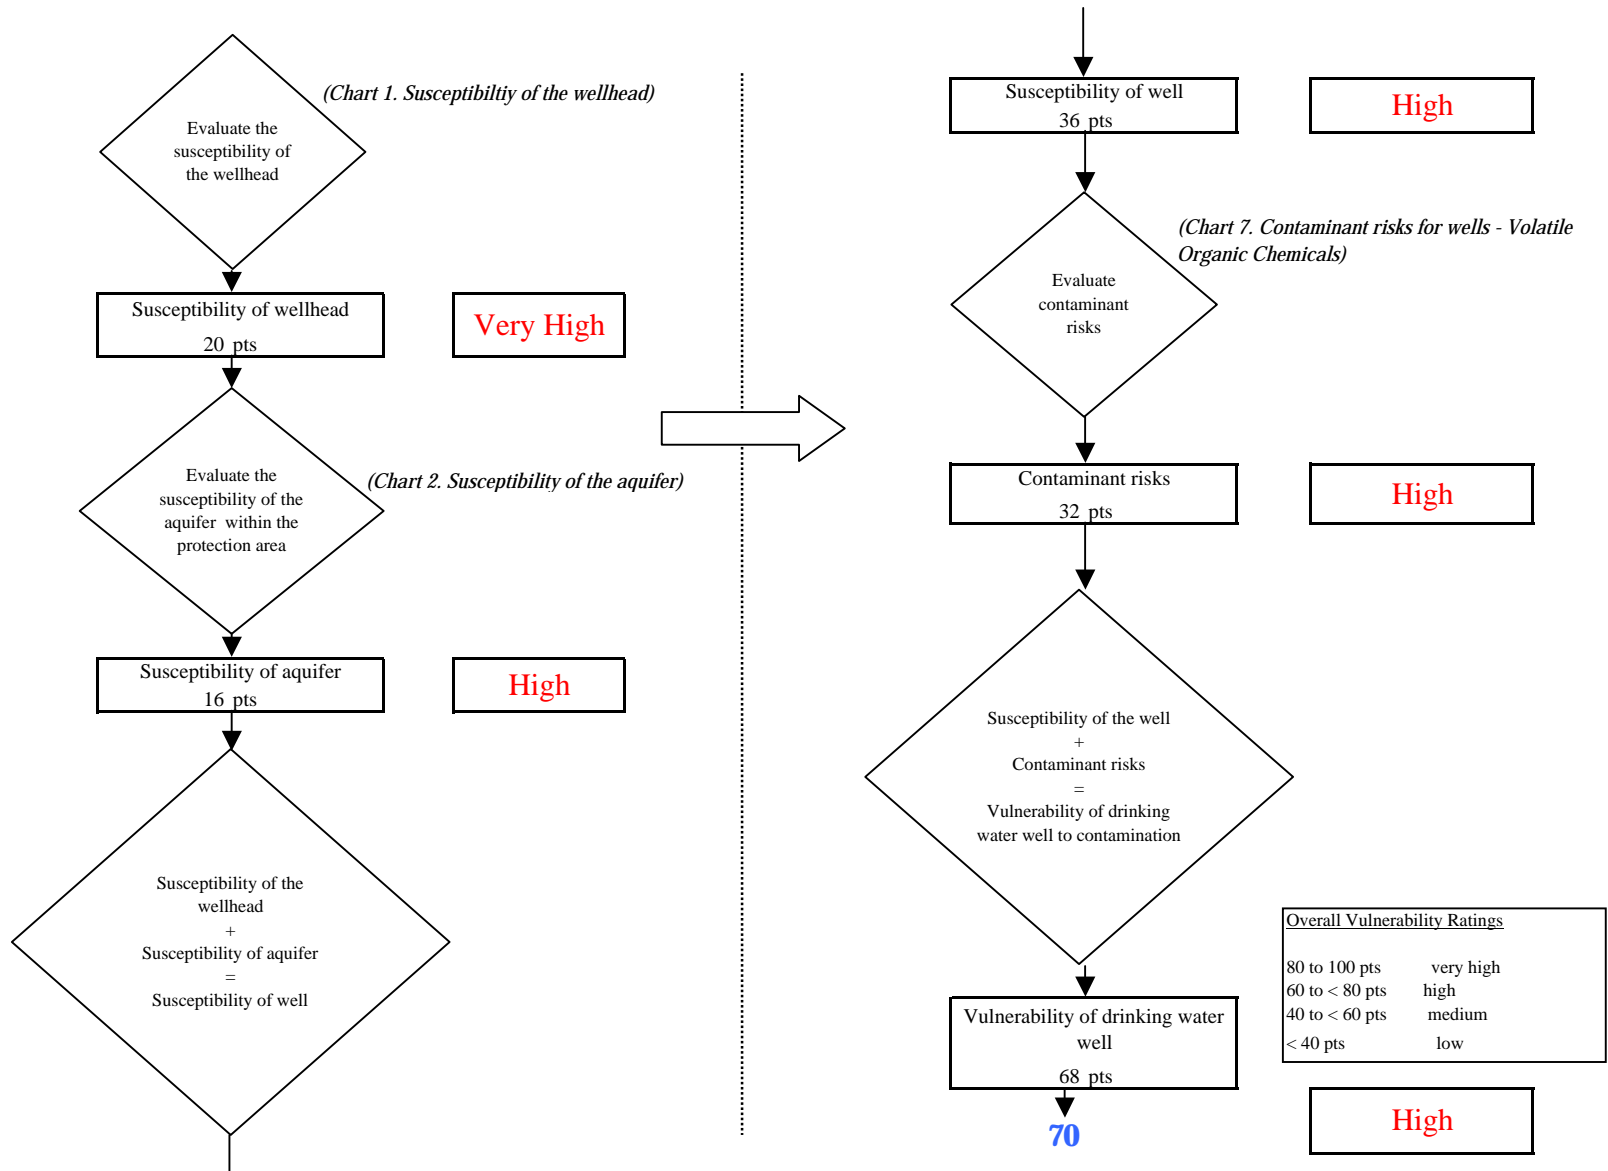 Evaluate the
susceptibility of
the wellhead
(Chart 1. Susceptibiltiy of the wellhead)
Susceptibility of wellhead
20 pts
Very High
Evaluate the
susceptibility of the
aquifer within the
protection area
(Chart 2. Susceptibility of the aquifer)
Susceptibility of aquifer
16 pts
High
Susceptibility of the
wellhead
+
Susceptibility of aquifer
=
Susceptibility of well
Susceptibility of well
36 pts
High
Evaluate
contaminant
risks
(Chart 7. Contaminant risks for wells - Volatile
Organic Chemicals)
Contaminant risks
32 pts
High
Susceptibility of the well
+
Contaminant risks
=
Vulnerability of drinking
water well to contamination
Overall Vulnerability Ratings
80 to 100 pts very high
60 to < 80 pts high
40 to < 60 pts medium
< 40 pts low
Vulnerability of drinking water
well
68 pts
70
High